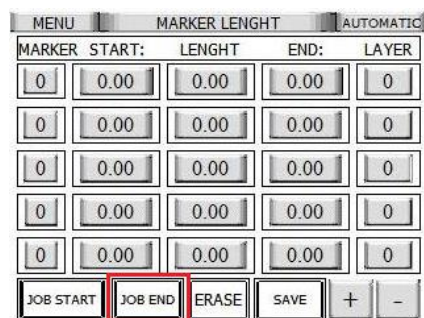 MENU MARKER LENGHT AUTOMATIC
MARKER START: LENGHT END: LAYER
0 0.00 0.00 0.00 0
0 0.00 0.00 0.00 0
0 0.00 0.00 0.00 0
0 0.00 0.00 0.00 0
0 0.00 0.00 0.00 0
JOB START JOB END ERASE SAVE + -